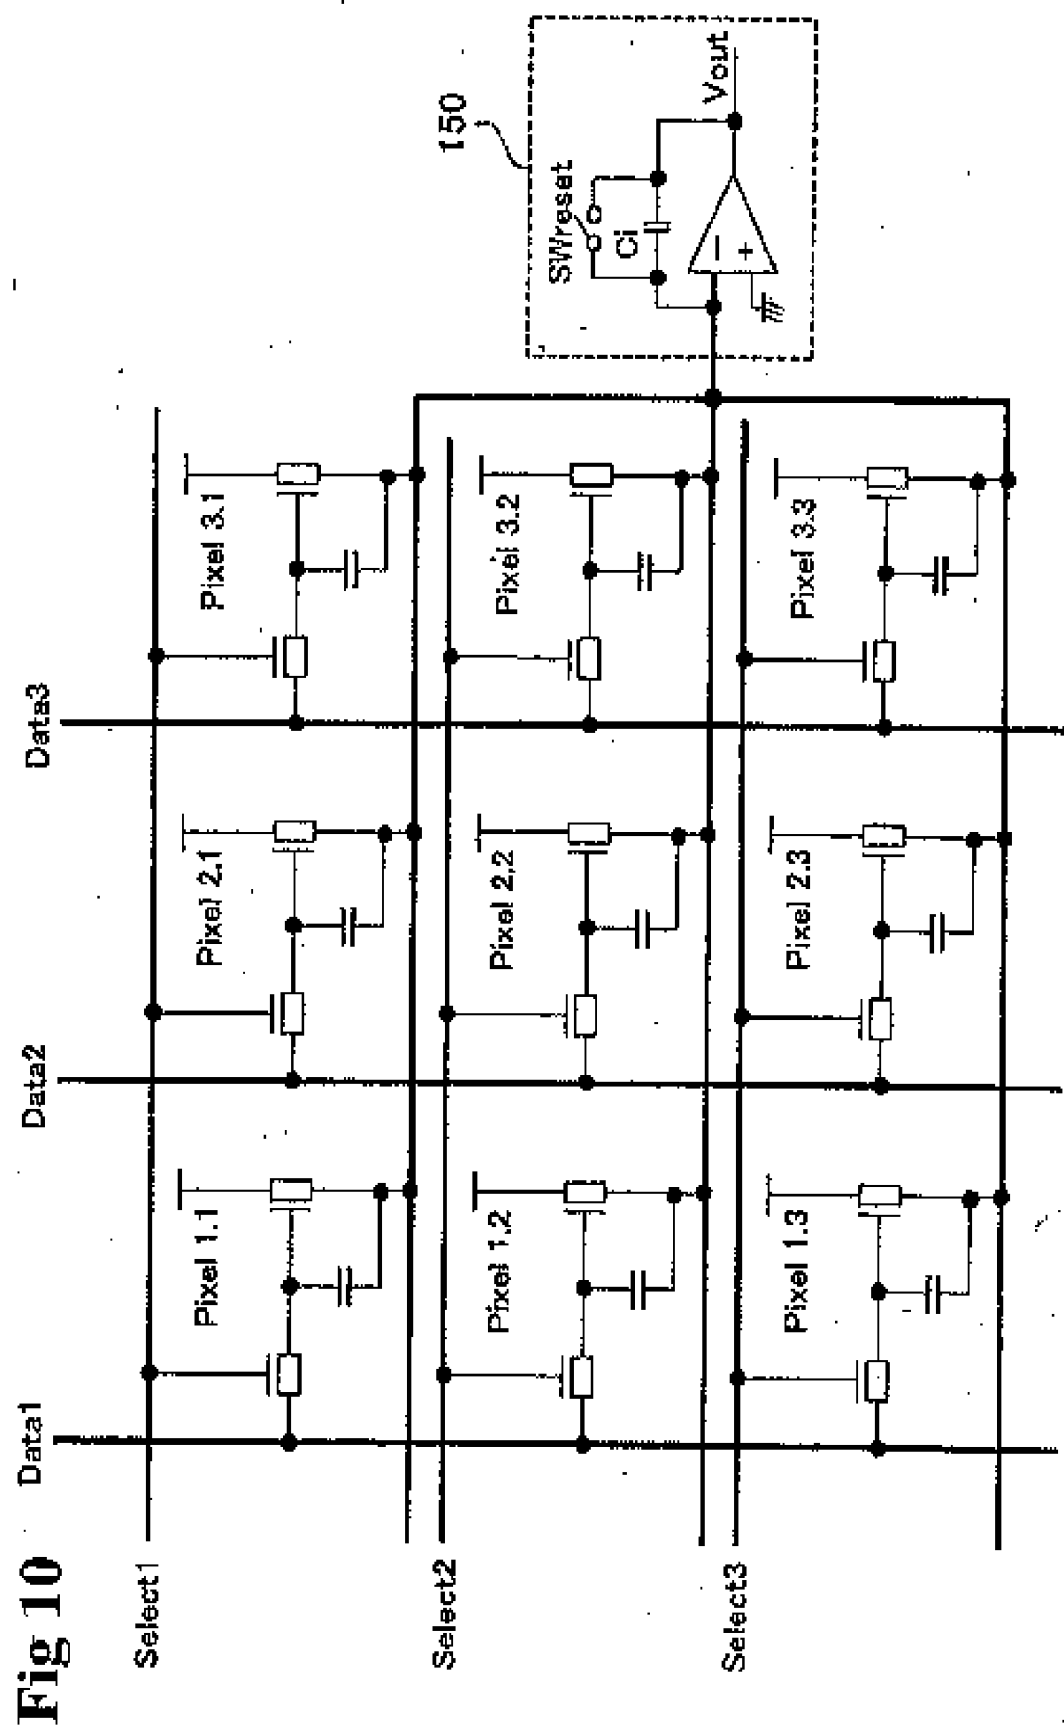 Fig 10
Data1
Data2
Data3
Select1
Pixel 1.1
Pixel 2.1
Pixel 3.1
150
SWreset
Ci
Vout
−
+
Select2
Pixel 1.2
Pixel 2.2
Pixel 3.2
Select3
Pixel 1.3
Pixel 2.3
Pixel 3.3